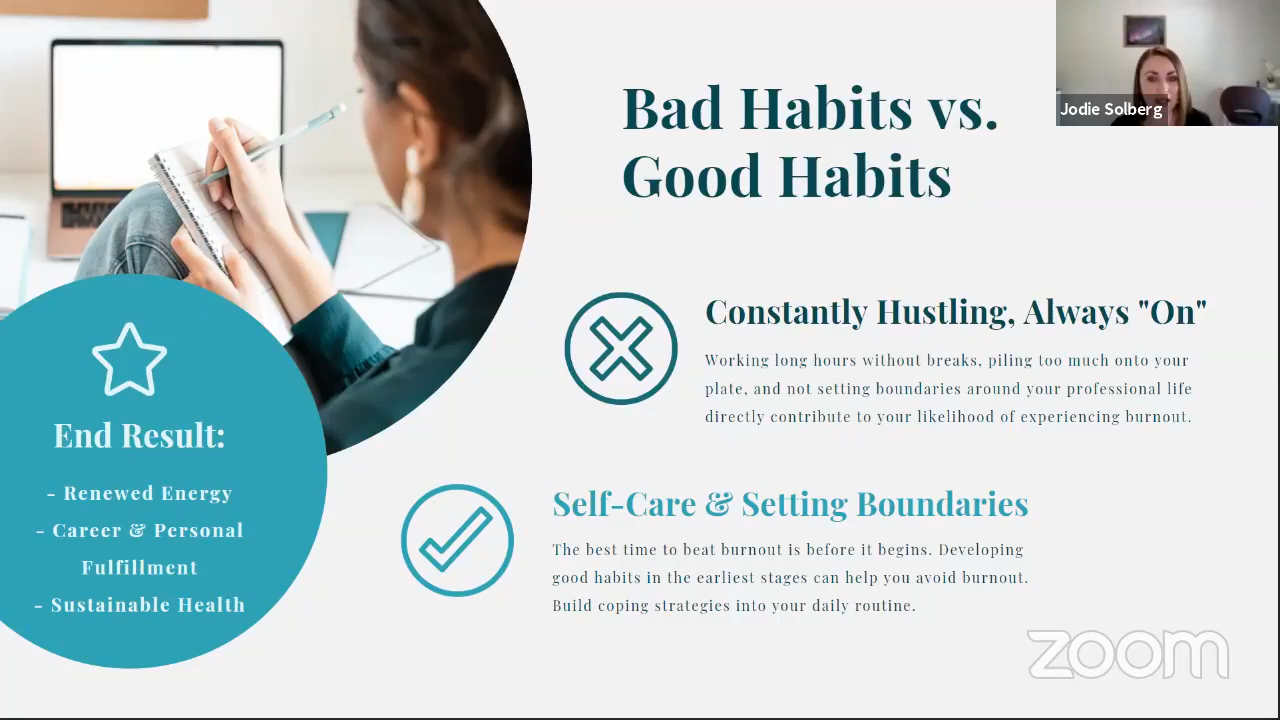 Bad Habits vs.
Good Habits
Jodie Solberg
Constantly Hustling, Always "On"
Working long hours without breaks, piling too much onto your
plate, and not setting boundaries around your professional life
directly contribute to your likelihood of experiencing burnout.
End Result:
- Renewed Energy
- Career & Personal
Fulfillment
- Sustainable Health
Self-Care & Setting Boundaries
The best time to beat burnout is before it begins. Developing
good habits in the earliest stages can help you avoid burnout.
Build coping strategies into your daily routine.
zoom